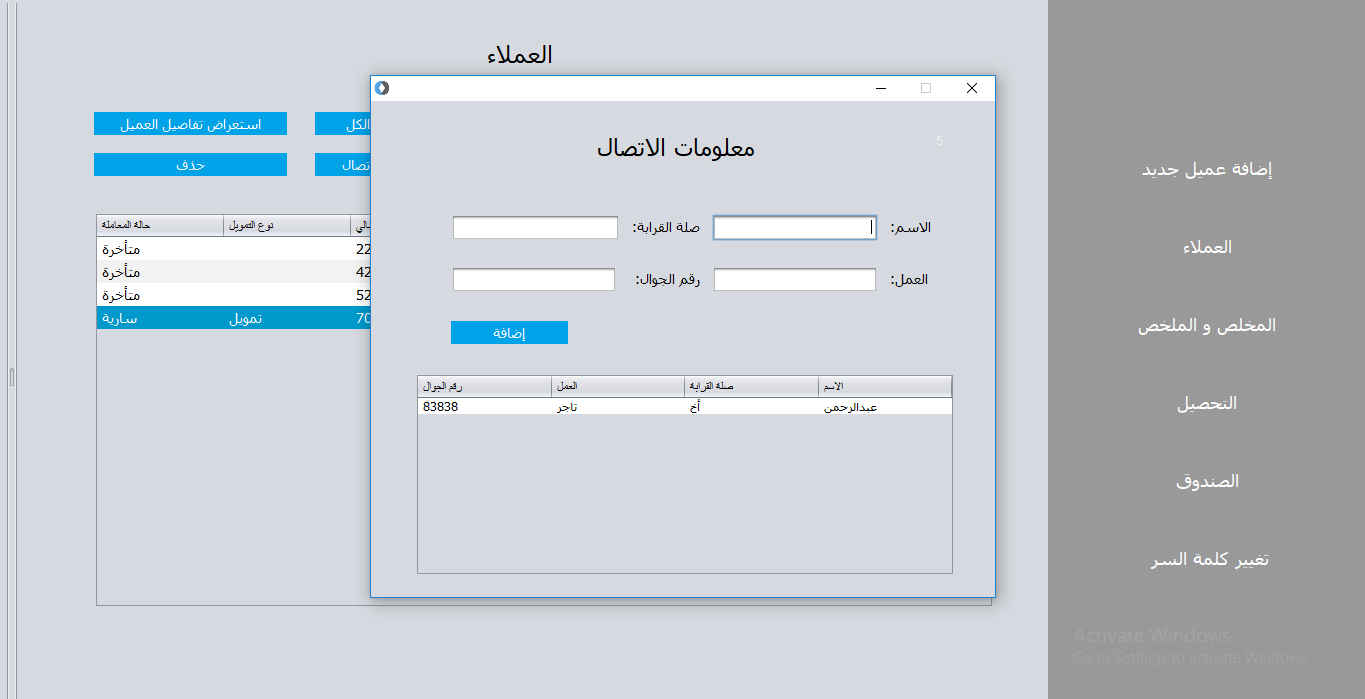 العملاء
استعراض تفاصيل العميل
الكل
حذف
حالة المعاملة
نوع التمويل
متأخرة
22
متأخرة
42
متأخرة
52
سارية
تمويل
70
معلومات الاتصال
5
الاسم:
صلة القرابة:
العمل:
رقم الجوال:
إضافة
الاسم
صلة القرابة
العمل
رقم الجوال
عبدالرحمن
أخ
تاجر
83838
إضافة عميل جديد
العملاء
المخلص و الملخص
التحصيل
الصندوق
تغيير كلمة السر
Activate Windows
Go to Settings to activate Windows.